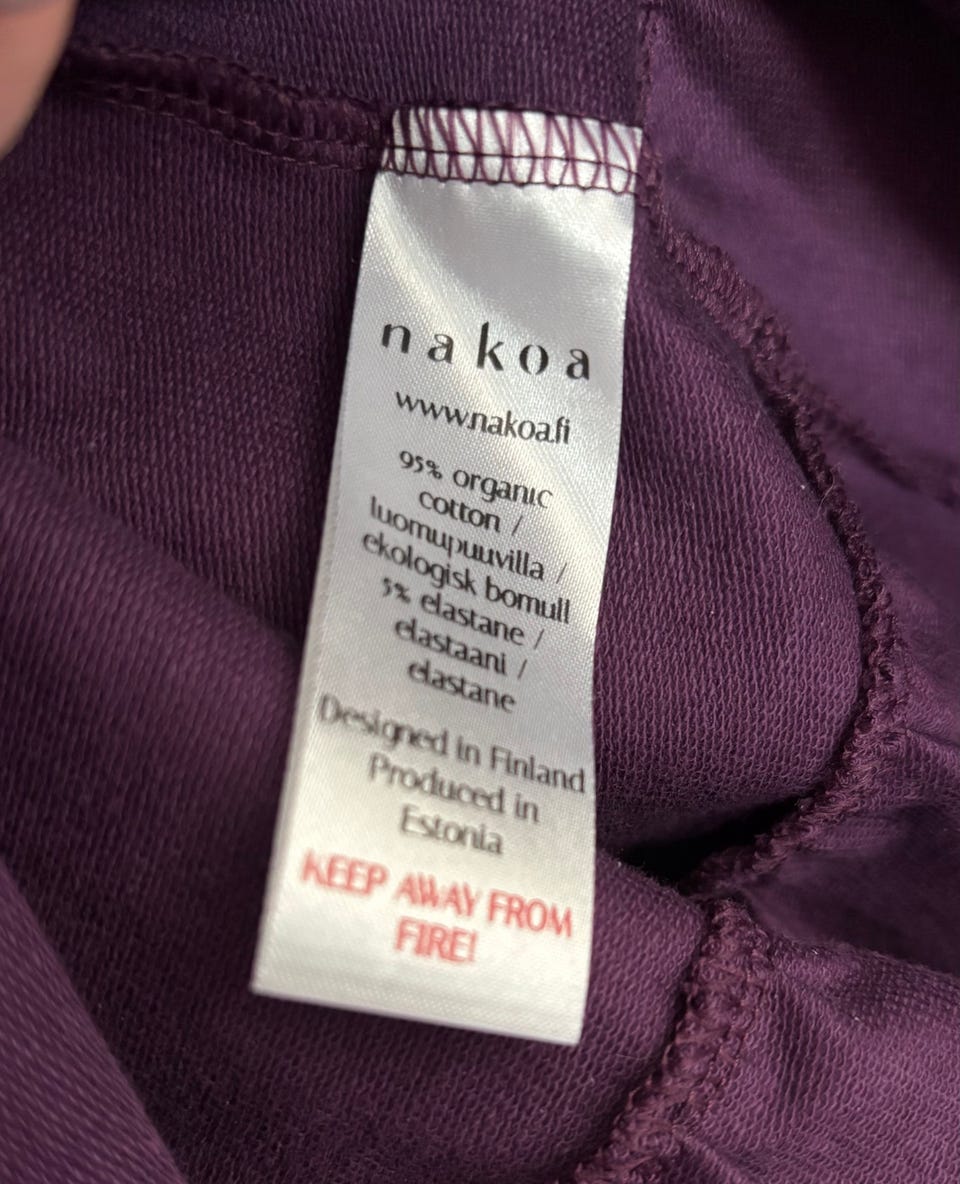 nakoa
www.nakoa.fi
95% organic
cotton /
luomupuuvilla /
ekologisk bomull
5% elastane /
elastaani /
elastane
Designed in Finland
Produced in
Estonia
KEEP AWAY FROM
FIRE!